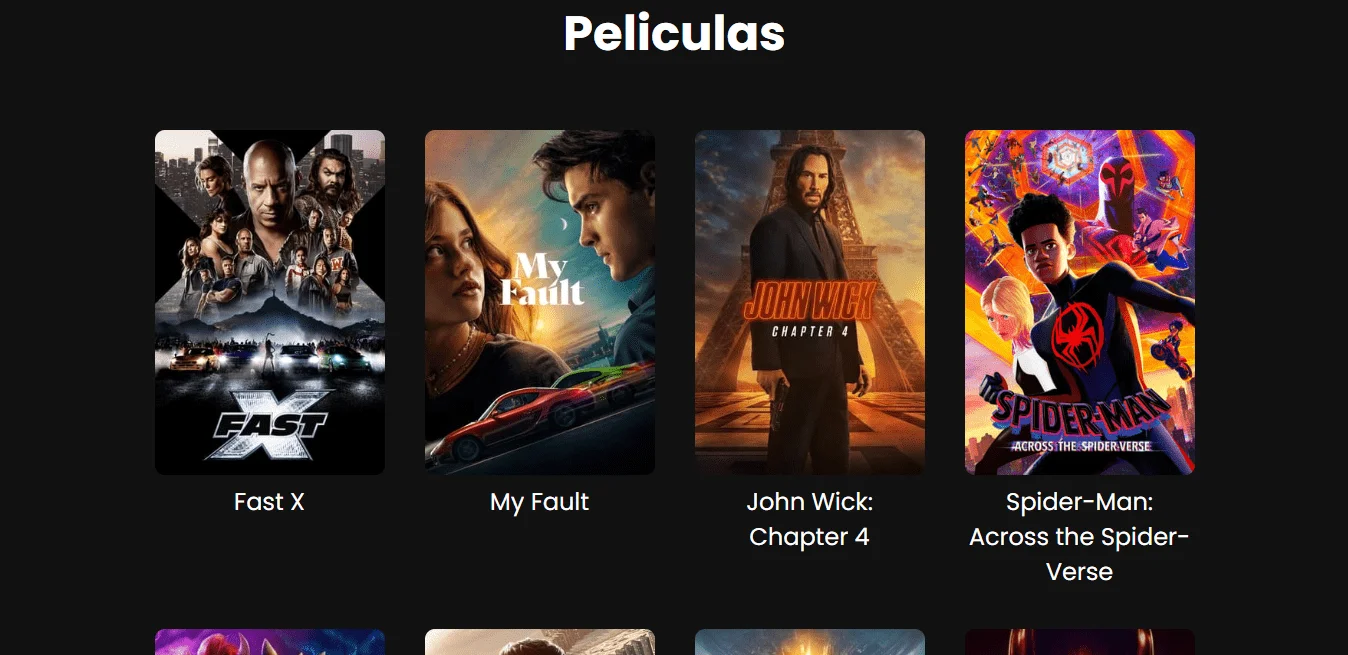 Peliculas
FAST X
My
Fault
JOHN WICK
CHAPTER 4
SPIDER-MAN
ACROSS THE SPIDER-VERSE
Fast X
My Fault
John Wick:
Chapter 4
Spider-Man:
Across the Spider-
Verse